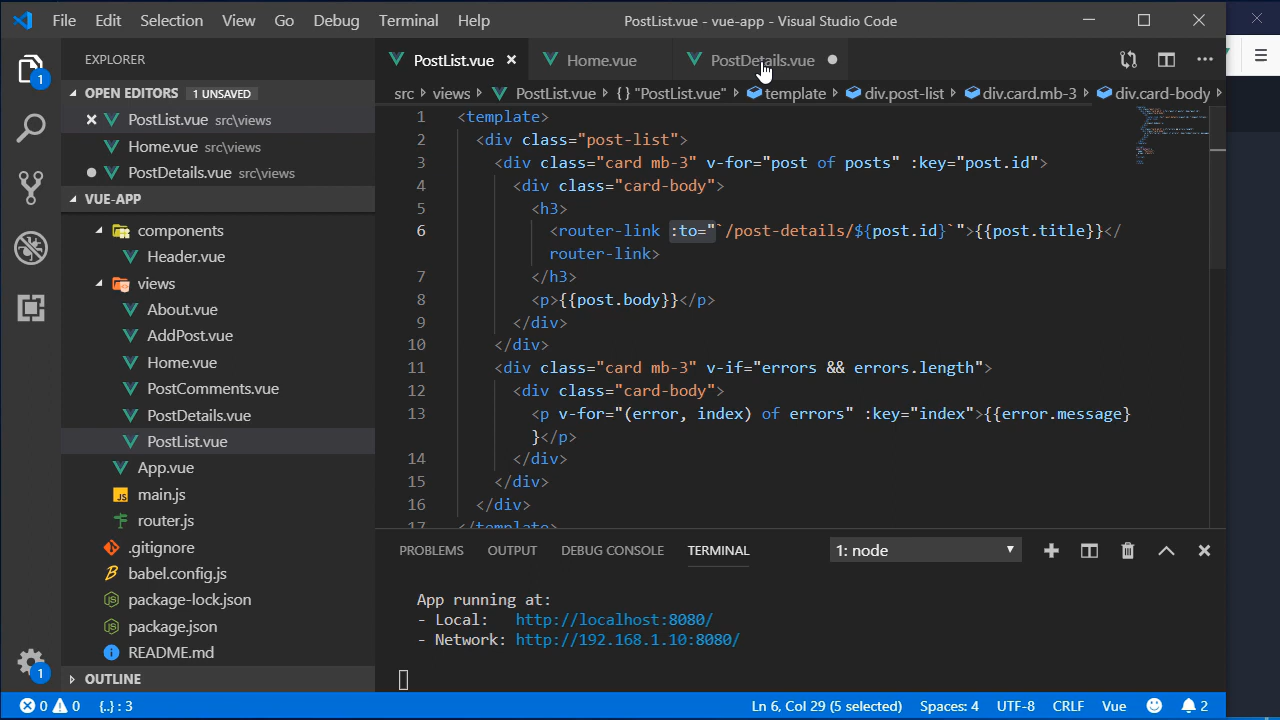 File Edit Selection View Go Debug Terminal Help PostList.vue - vue-app - Visual Studio Code
EXPLORER
OPEN EDITORS 1 UNSAVED
PostList.vue src\views
Home.vue src\views
PostDetails.vue src\views
VUE-APP
components
Header.vue
views
About.vue
AddPost.vue
Home.vue
PostComments.vue
PostDetails.vue
PostList.vue
App.vue
JS main.js
router.js
.gitignore
babel.config.js
package-lock.json
package.json
README.md
OUTLINE
1
1
PostList.vue Home.vue PostDetails.vue
src views PostList.vue {} "PostList.vue" template div.post-list div.card.mb-3 div.card-body
1 <template>
2 <div class="post-list">
3 <div class="card mb-3" v-for="post of posts" :key="post.id">
4 <div class="card-body">
5 <h3>
6 <router-link :to="`/post-details/${post.id}`">{{post.title}}</
router-link>
7 </h3>
8 <p>{{post.body}}</p>
9 </div>
10 </div>
11 <div class="card mb-3" v-if="errors && errors.length">
12 <div class="card-body">
13 <p v-for="(error, index) of errors" :key="index">{{error.message}
}</p>
14 </div>
15 </div>
16 </div>
17 </template>
PROBLEMS OUTPUT DEBUG CONSOLE TERMINAL 1: node
App running at:
- Local: http://localhost:8080/
- Network: http://192.168.1.10:8080/
0 0 {..} : 3 Ln 6, Col 29 (5 selected) Spaces: 4 UTF-8 CRLF Vue 2